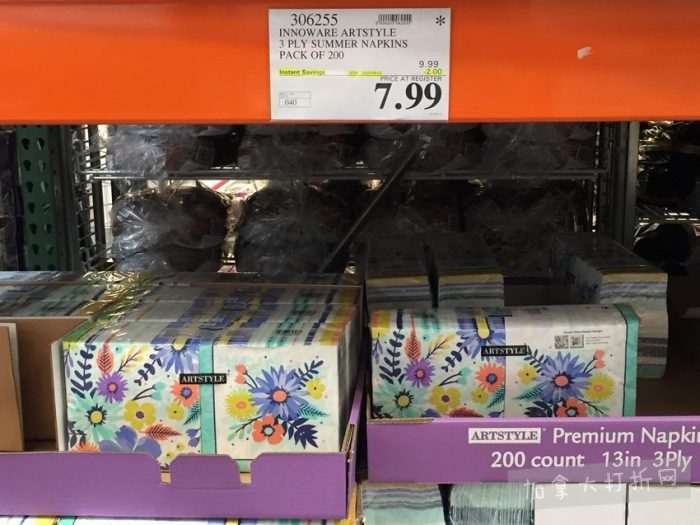 306255 *
INNOWARE ARTSTYLE
3 PLY SUMMER NAPKINS
PACK OF 200
9.99
Instant Savings -2.00
PRICE AT REGISTER
7.99
040
ARTSTYLE
ARTSTYLE
ARTSTYLE Premium Napki
200 count 13in 3Ply
加拿大打折网